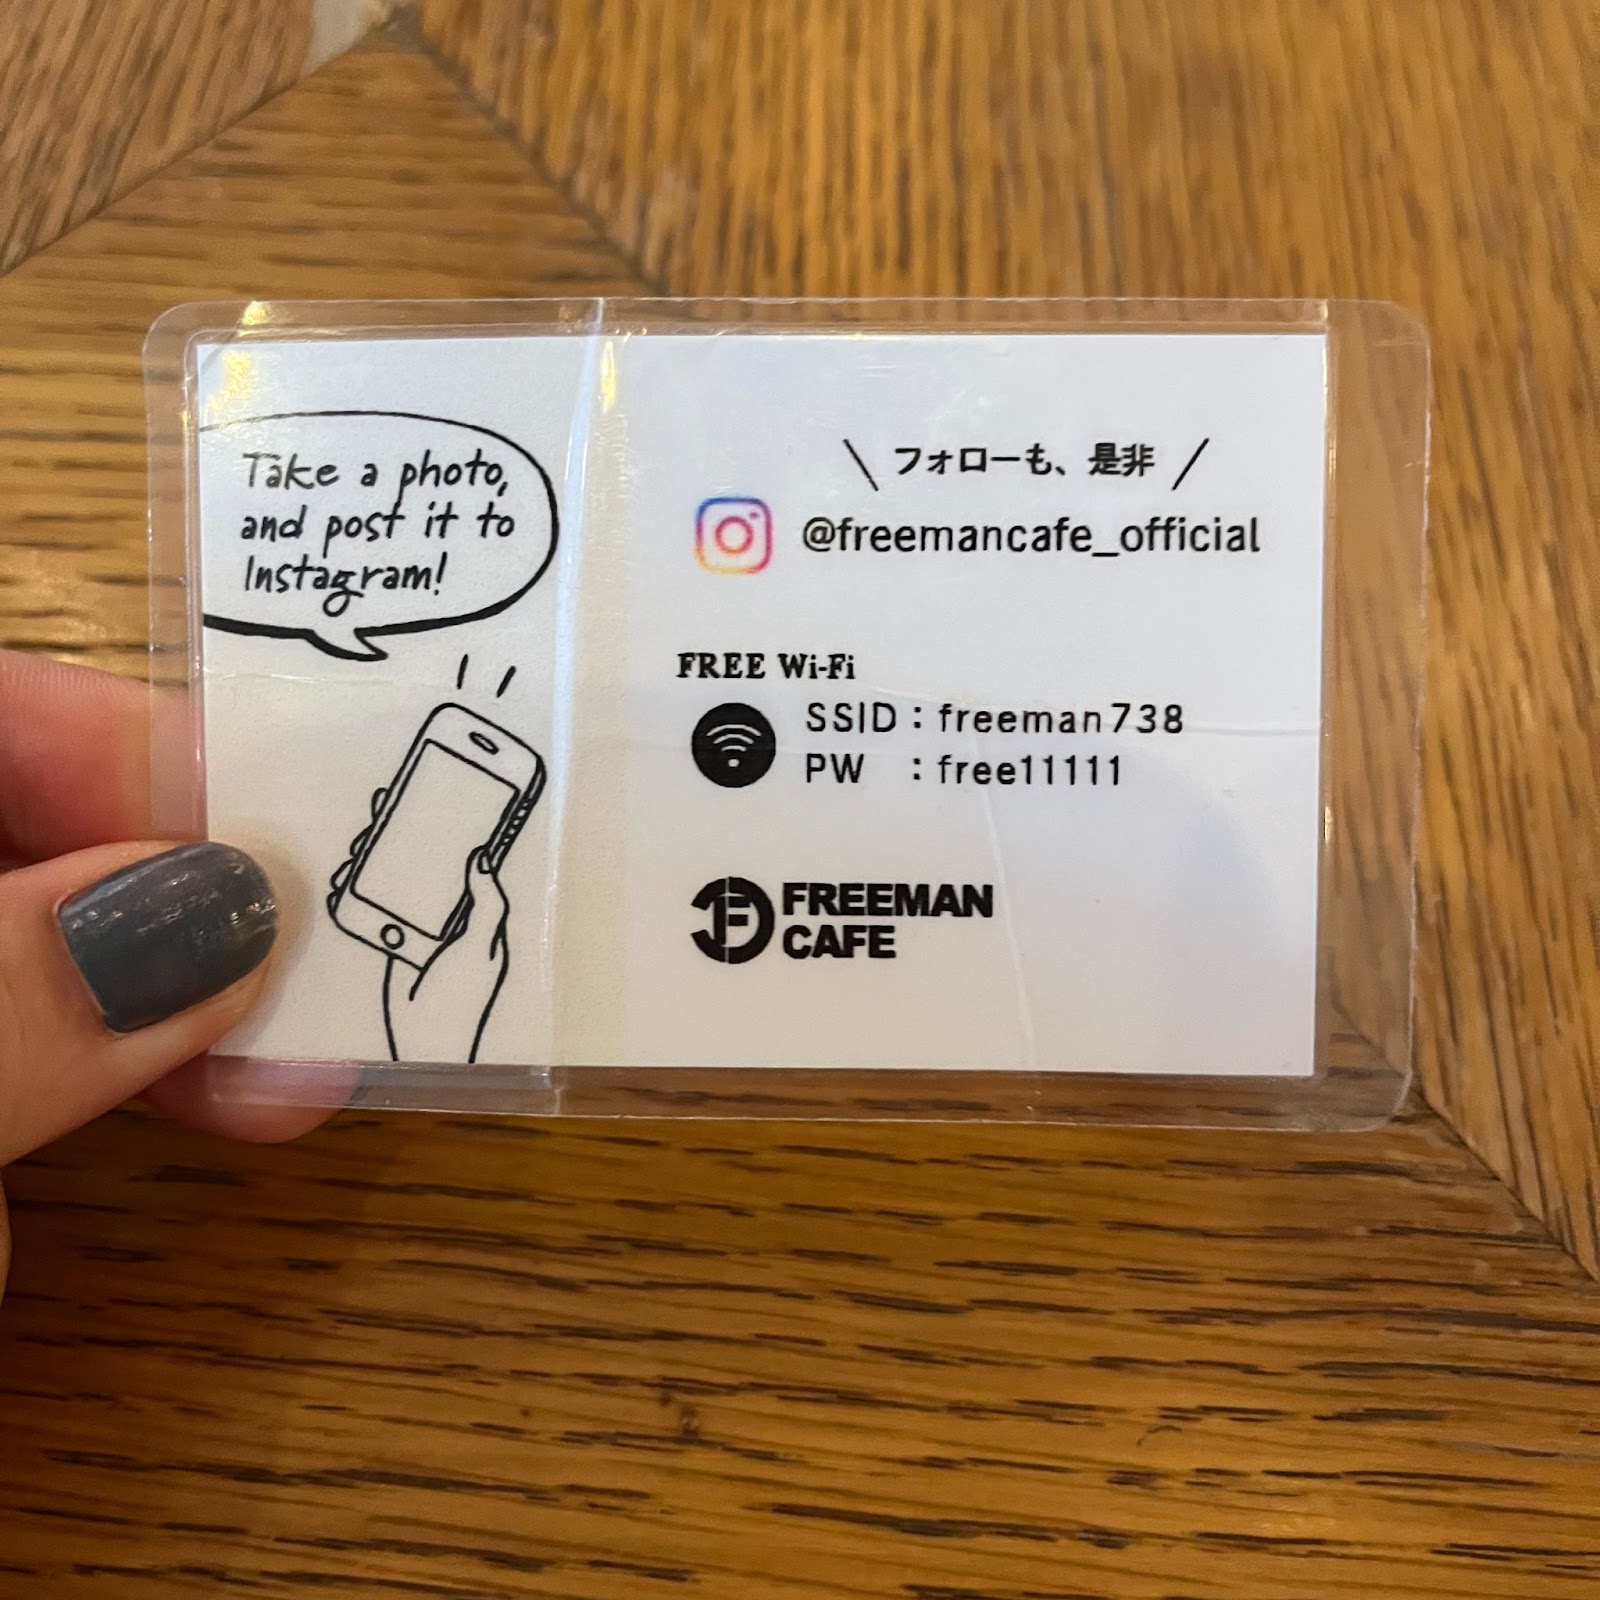 Take a photo,
and post it to
Instagram!
\ フォローも、是非 /
@freemancafe_official
FREE Wi-Fi
SSID：freeman738
PW ：free11111
FREEMAN
CAFE